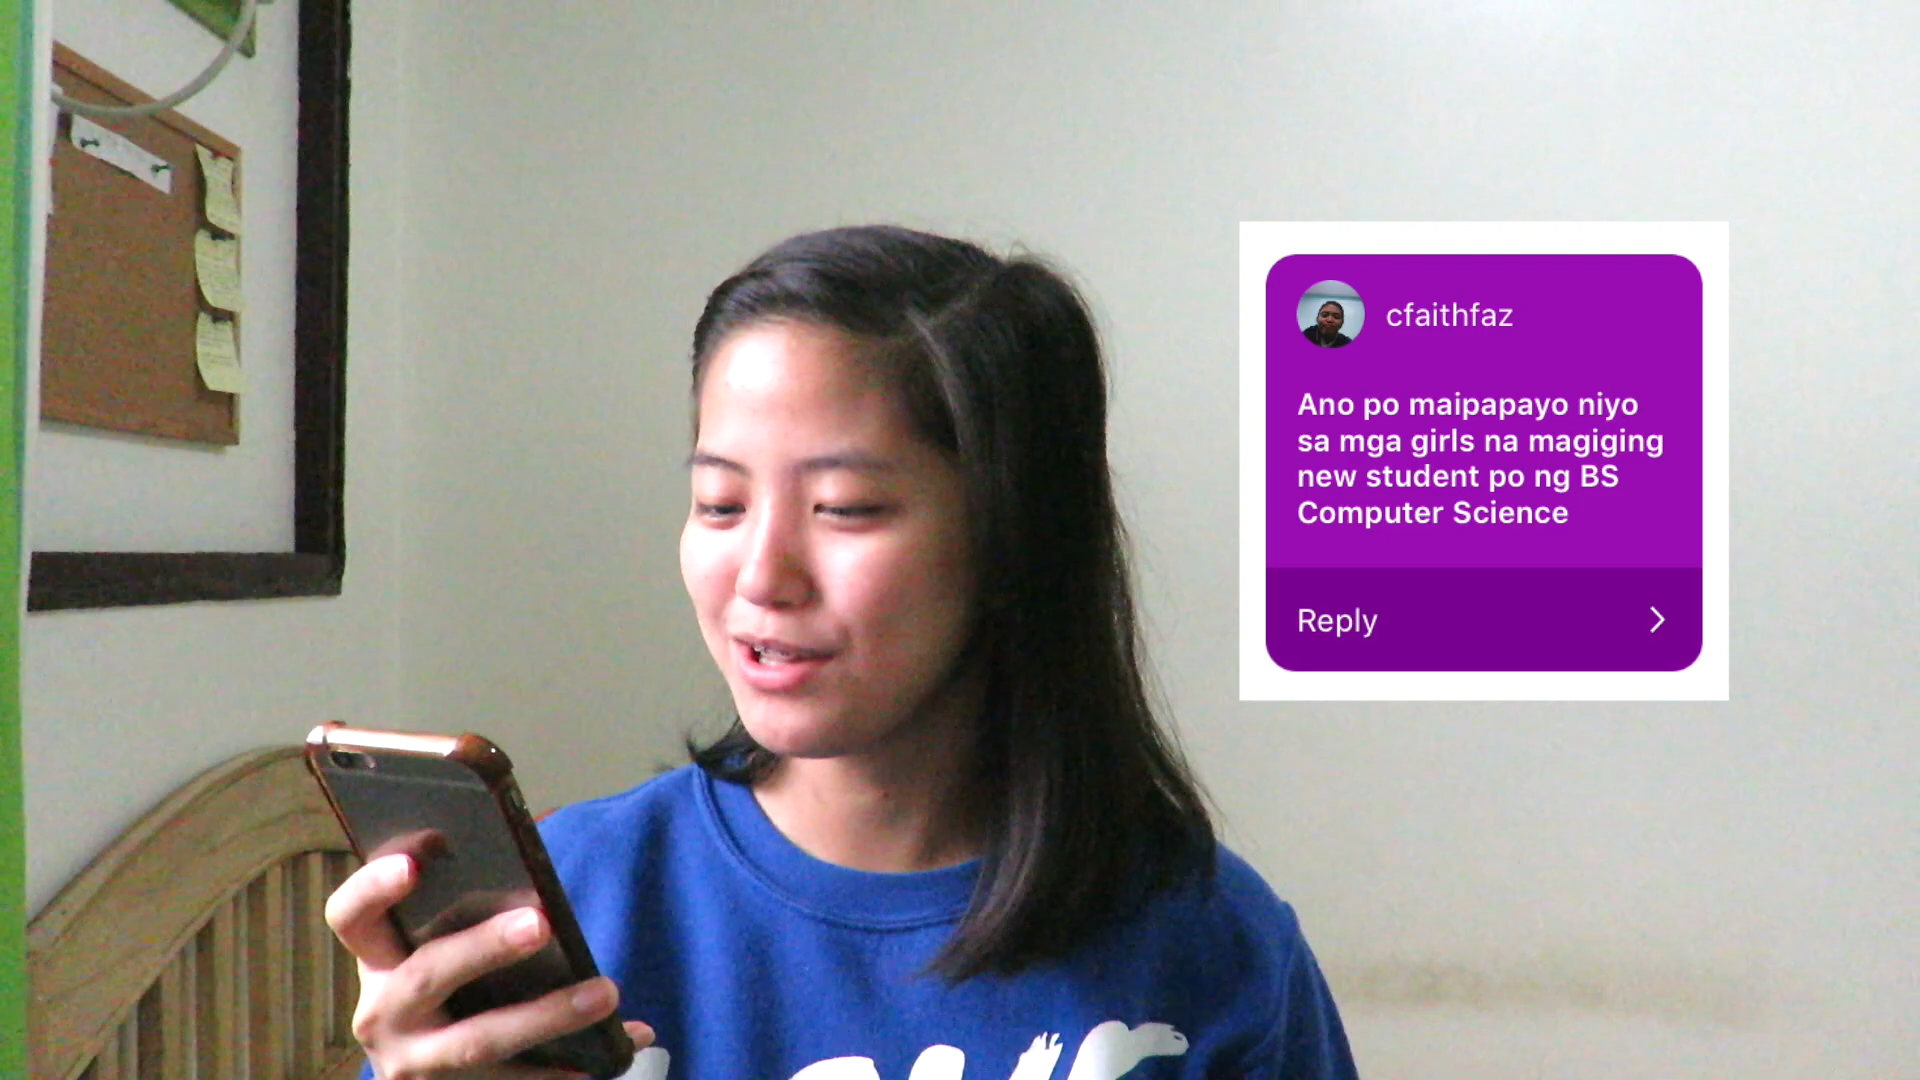 cfaithfaz
Ano po maipapayo niyo
sa mga girls na magiging
new student po ng BS
Computer Science
Reply